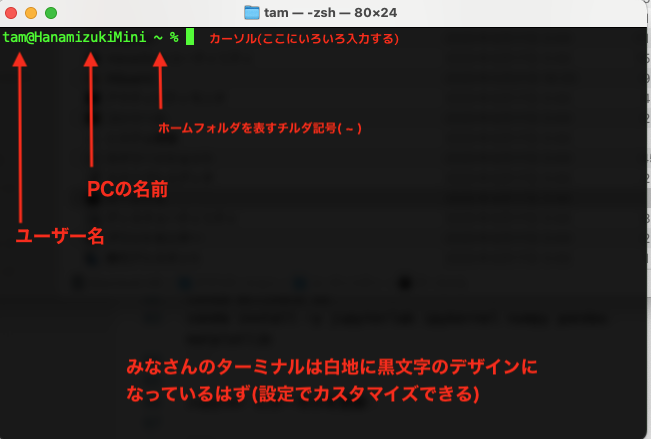 tam — -zsh — 80×24
tam@HanamizukiMini ~ % カーソル(ここにいろいろ入力する)
ホームフォルダを表すチルダ記号( ~ )
PCの名前
ユーザー名
みなさんのターミナルは白地に黒文字のデザインに
なっているはず(設定でカスタマイズできる)